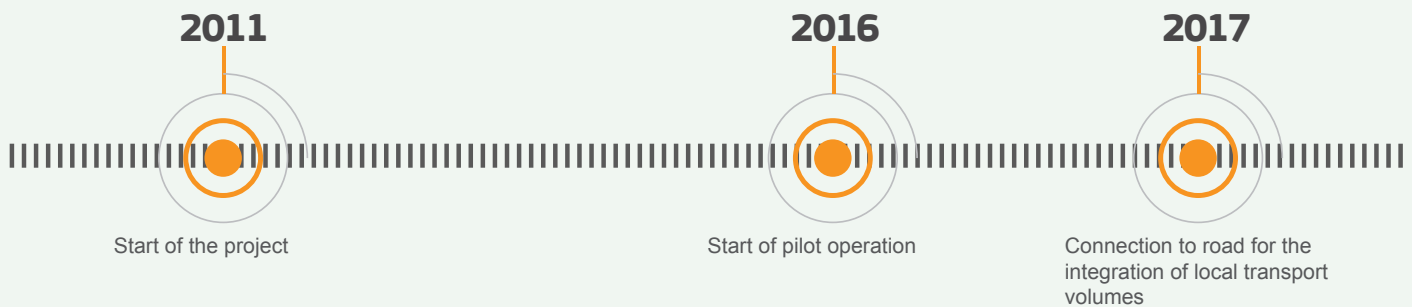 2011
2016
2017
Start of the project
Start of pilot operation
Connection to road for the
integration of local transport
volumes